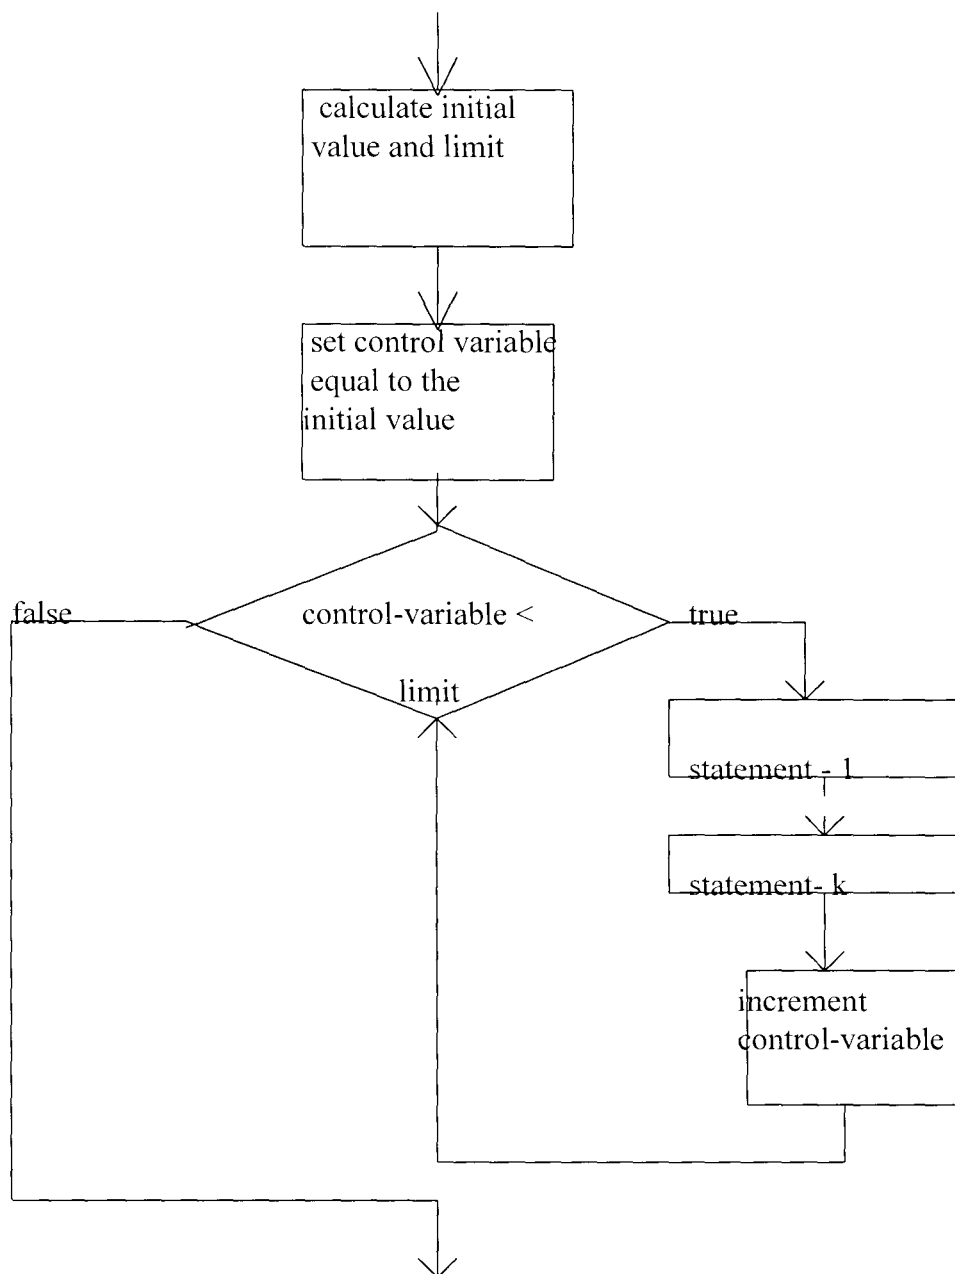 calculate initial
value and limit
set control variable
equal to the
initial value
false
control-variable <
true
limit
statement - 1
statement- k
increment
control-variable